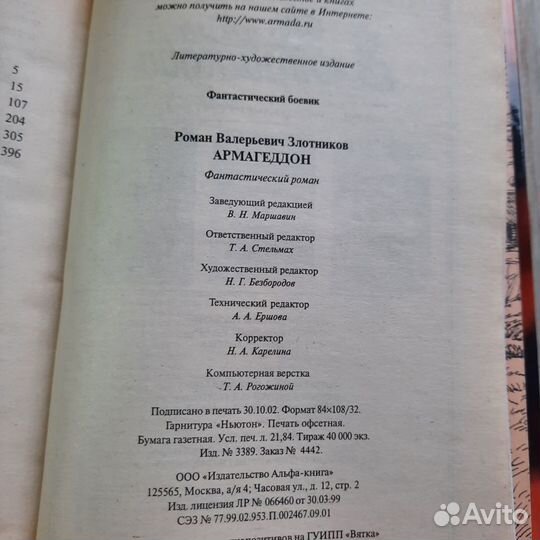 можно получить на нашем сайте в Интернете:
http://www.armada.ru
Литературно-художественное издание
Фантастический боевик
Роман Валерьевич Злотников
АРМАГЕДДОН
Фантастический роман
Заведующий редакцией
В. Н. Маршавин
Ответственный редактор
Т. А. Стельмах
Художественный редактор
Н. Г. Безбородов
Технический редактор
А. А. Ершова
Корректор
Н. А. Карелина
Компьютерная верстка
Т. А. Рогожиной
Подписано в печать 30.10.02. Формат 84×108/32.
Гарнитура «Ньютон». Печать офсетная.
Бумага газетная. Усл. печ. л. 21,84. Тираж 40 000 экз.
Изд. № 3389. Заказ № 4442.
ООО «Издательство Альфа-книга»
125565, Москва, а/я 4; Часовая ул., д. 12, стр. 2
Изд. лицензия ЛР № 066460 от 30.03.99
СЭЗ № 77.99.02.953.П.002467.09.01
на ГУИПП «Вятка»
5
15
107
204
305
396
Avito